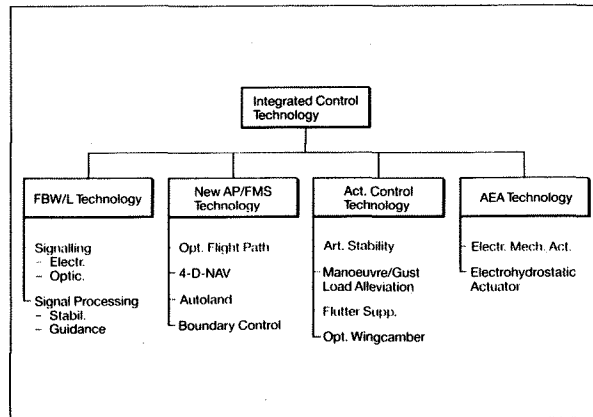 Integrated Control
Technology
FBW/L Technology
Signalling
- Electr.
- Optic.
Signal Processing
- Stabil.
- Guidance
New AP/FMS
Technology
Opt. Flight Path
4-D-NAV
Autoland
Boundary Control
Act. Control
Technology
Art. Stability
Manoeuvre/Gust
Load Alleviation
Flutter Supp.
Opt. Wingcamber
AEA Technology
Electr. Mech. Act.
Electrohydrostatic
Actuator